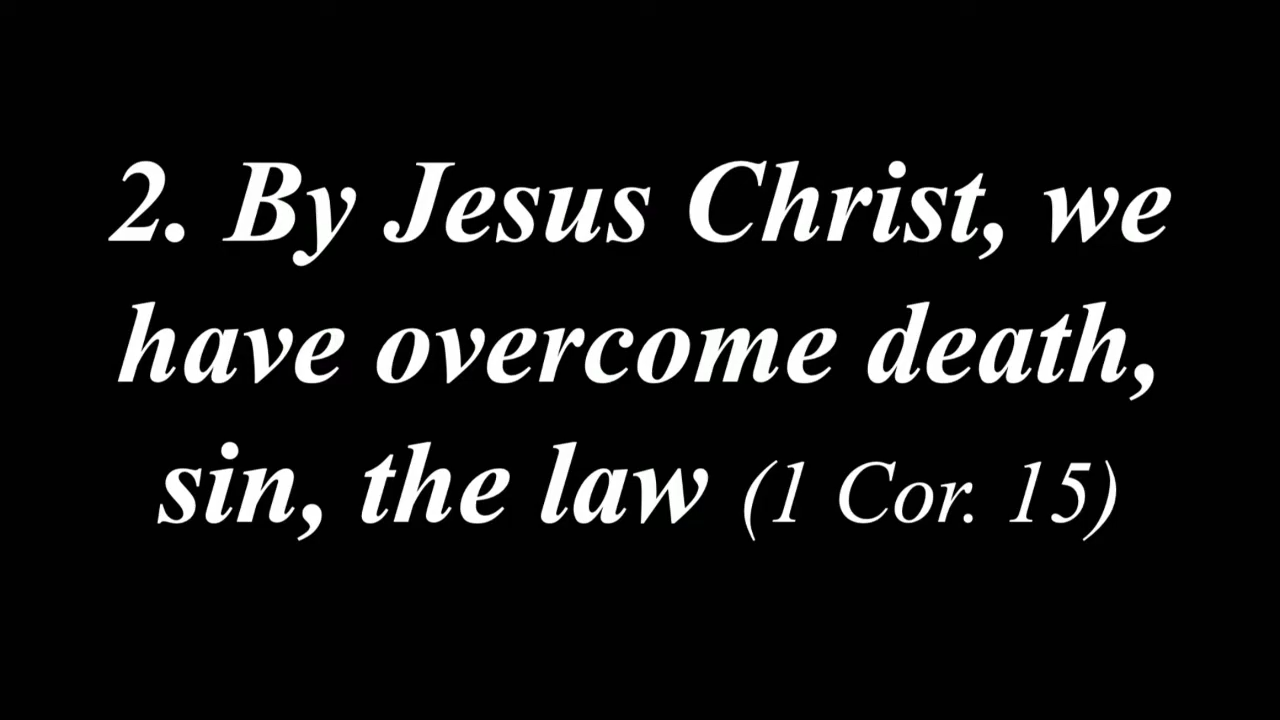 2. By Jesus Christ, we
have overcome death,
sin, the law (1 Cor. 15)